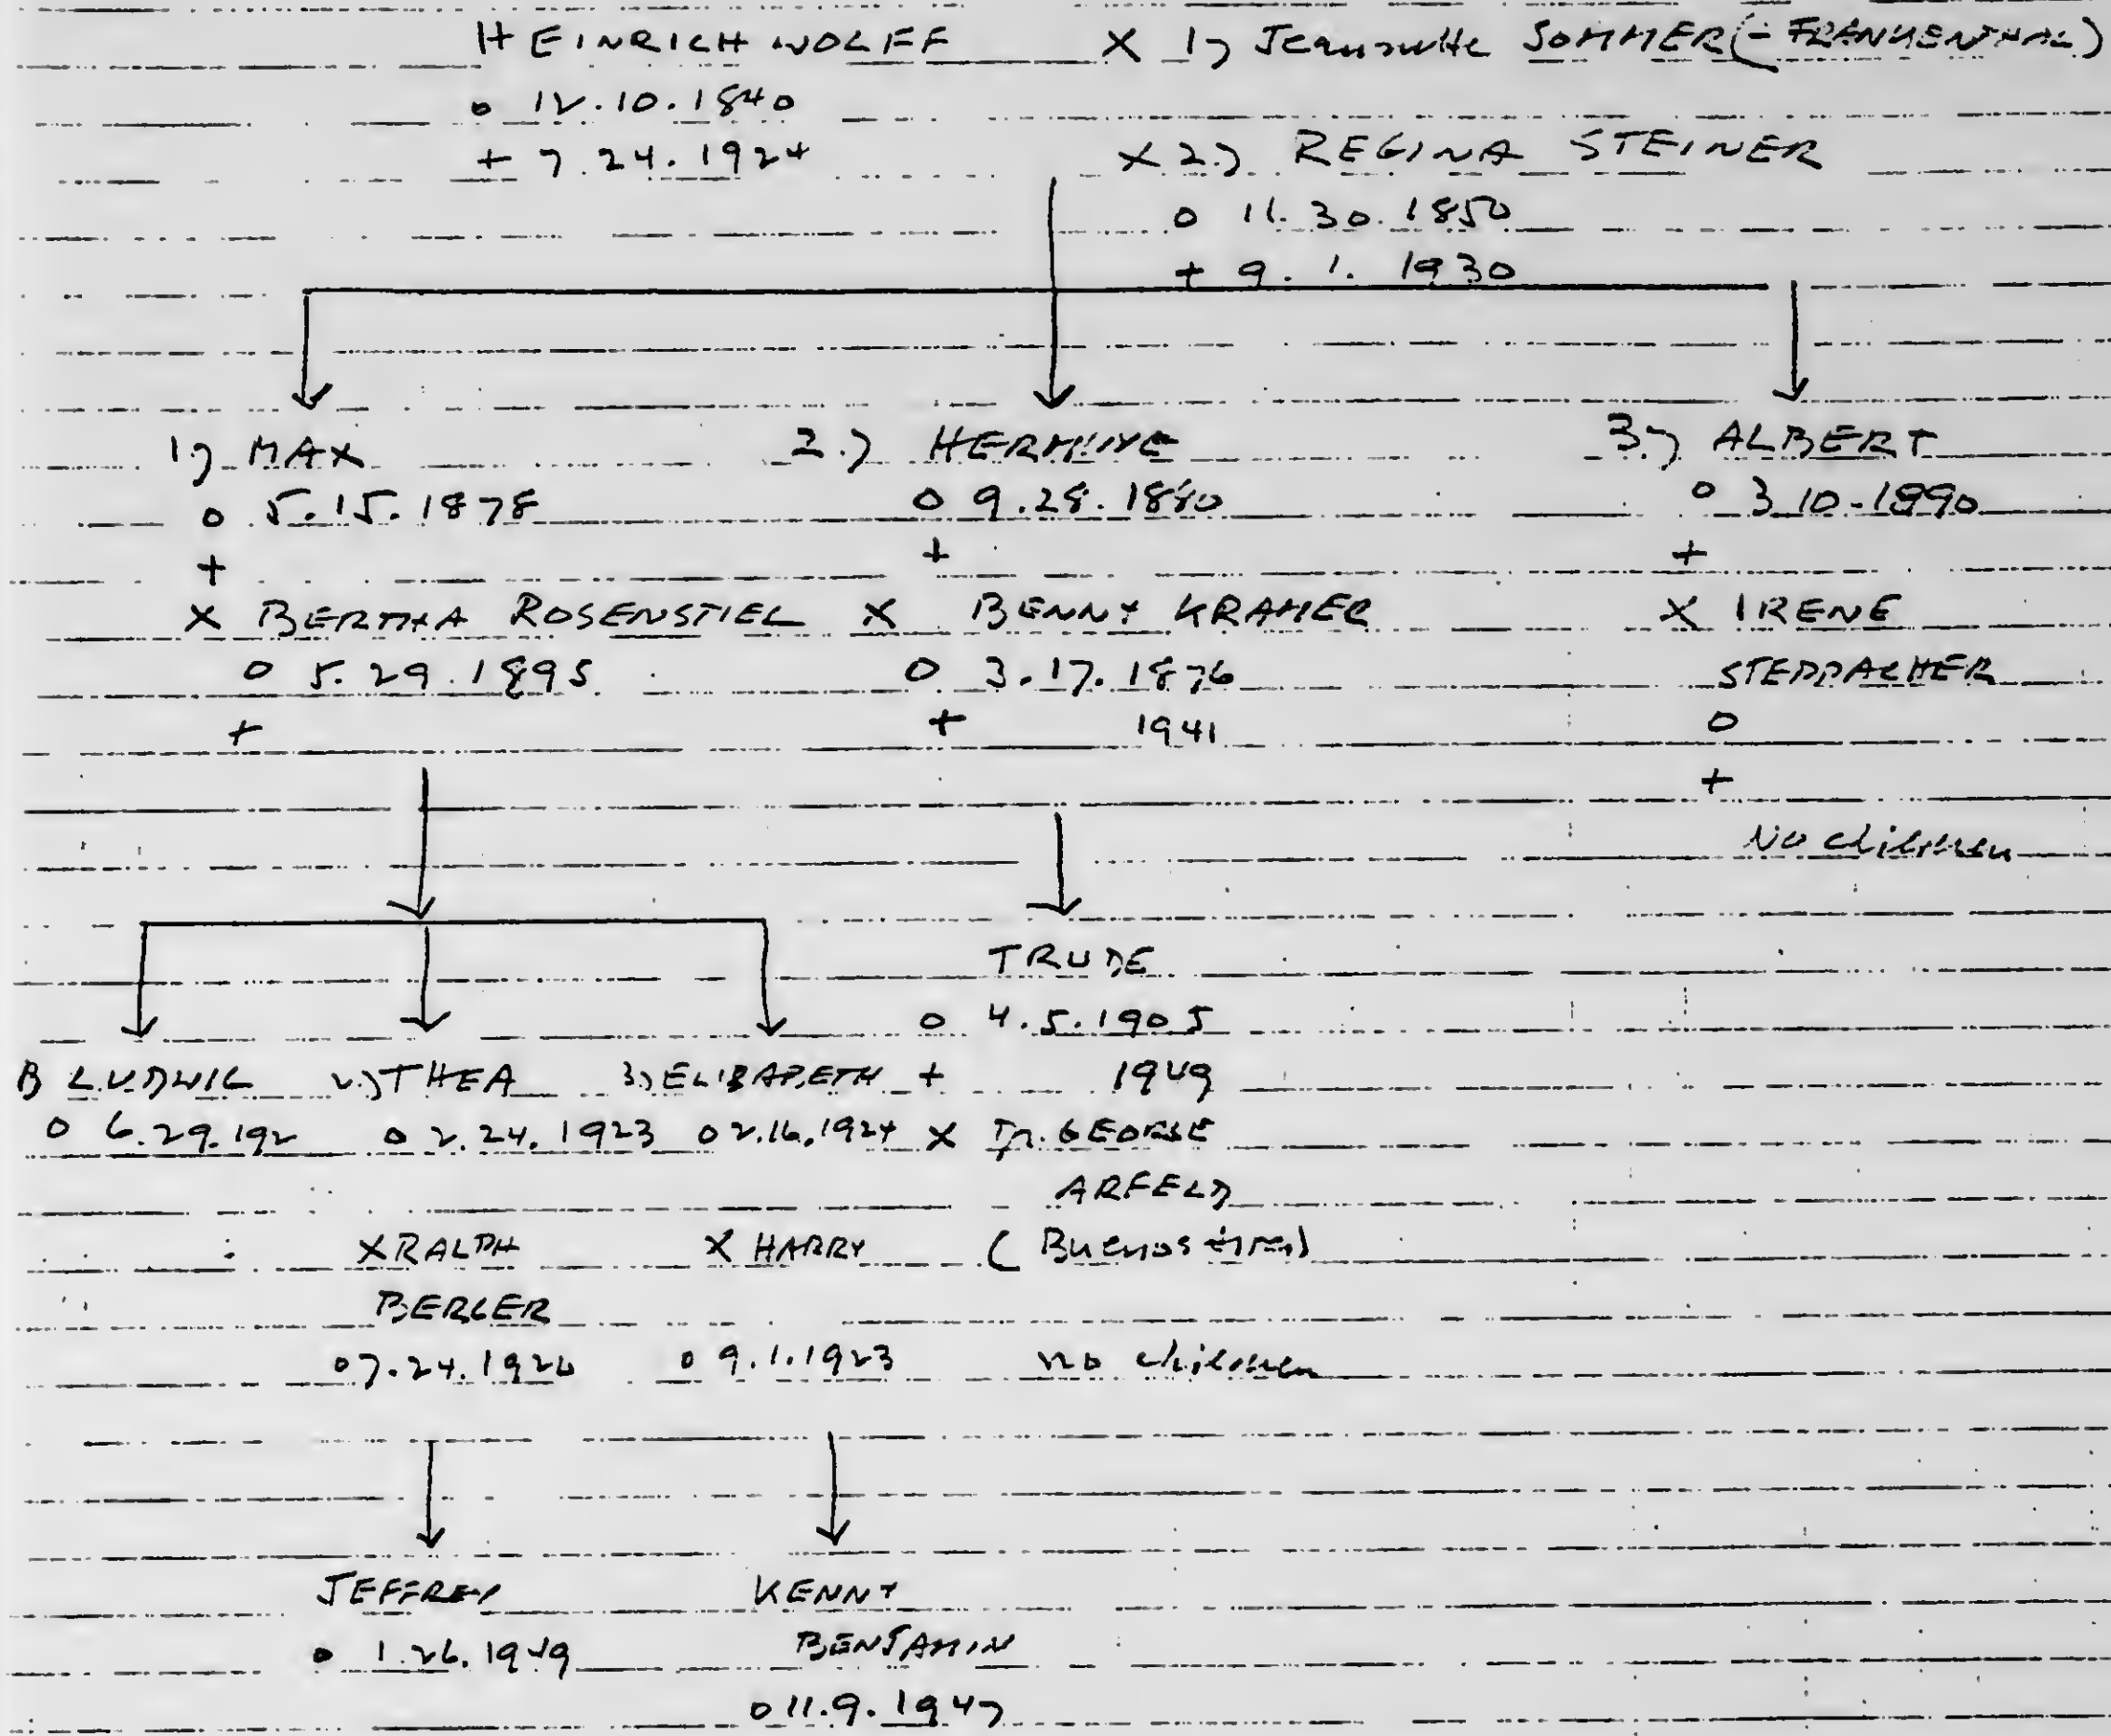 HEINRICH WOLFF X 1) Jeannette SOMMER (- FRANKENTHAL)
o 12.10.1840
+ 7.24.1924 X 2.) REGINA STEINER
o 11.30.1850
+ 9.1.1930
1) MAX 2.) HERMINE 3.) ALBERT
o 5.15.1878 o 9.28.1880 o 3.10.1890
+ + +
X BERTHA ROSENSTIEL X BENNY KRAMER X IRENE
o 5.29.1895 o 3.17.1876 STEPPACHER
+ + 1941 o
+
No children
TRUDE
o 4.5.1905
LUDWIG 2.) THEA 3.) ELISABETH + 1949
o 6.29.192 o 2.24.1923 o 2.16.1924 X Dr. GEORGE
ARFELD
X RALPH X HARRY (Buenos Aires)
BERGER
o 7.24.192 o 9.1.1923 no children
JEFFREY KENNY
o 1.26.1949 BENJAMIN
o 11.9.1947